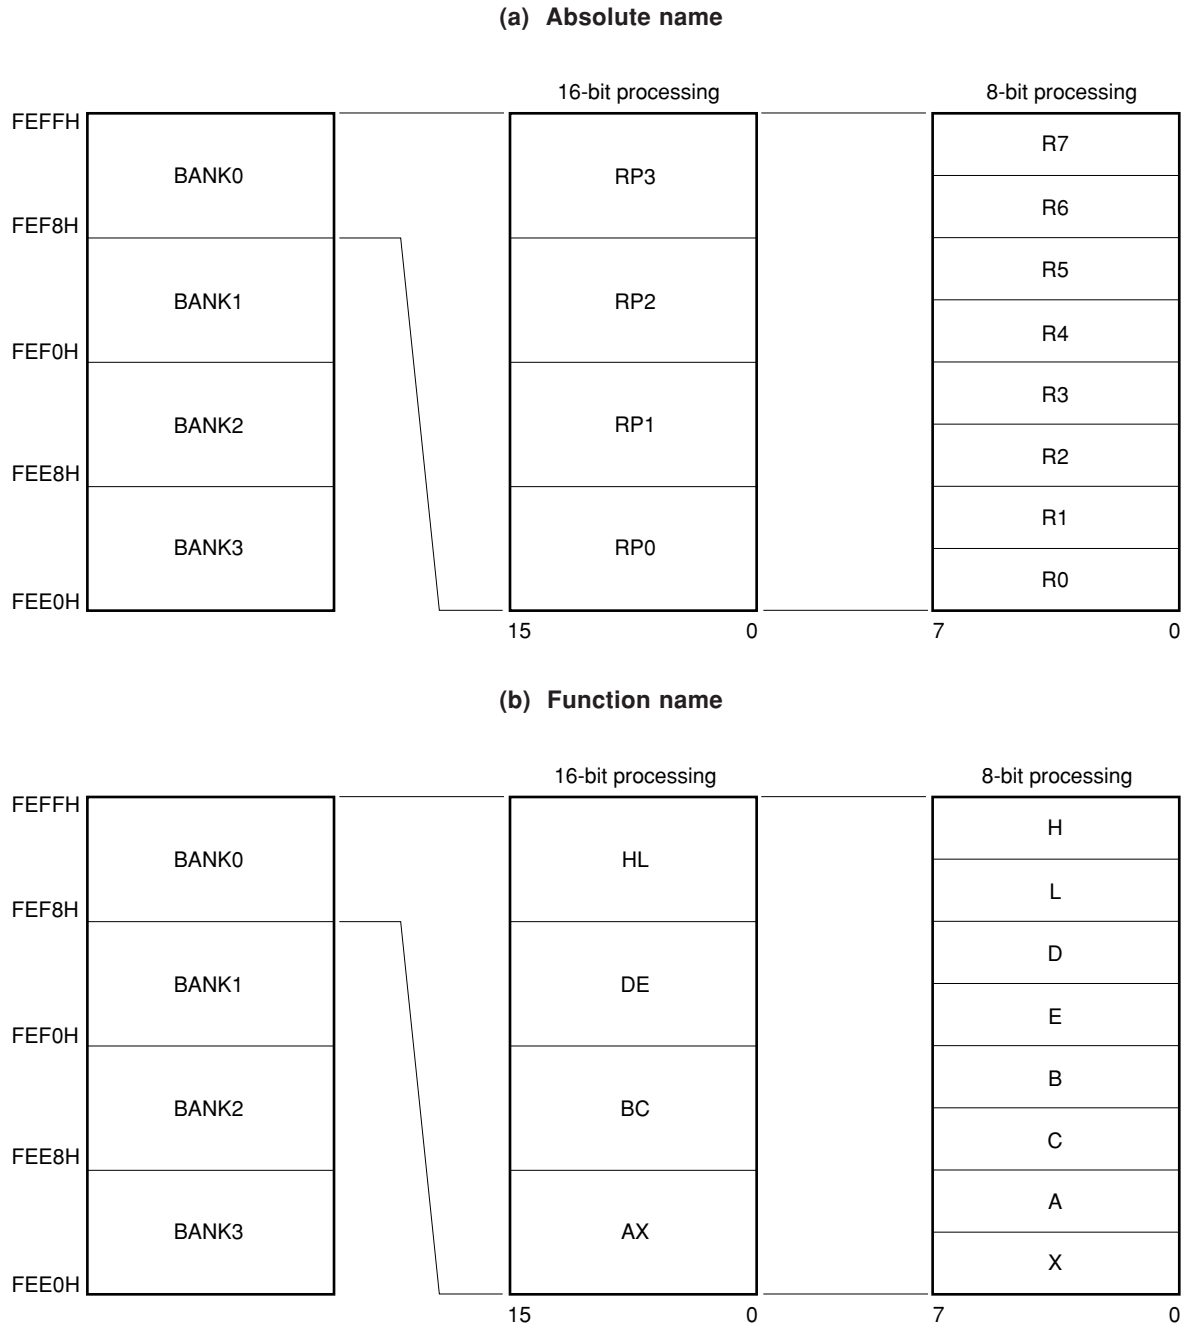 (a) Absolute name
16-bit processing 8-bit processing
FEFFH
BANK0 RP3 R7
R6
FEF8H
BANK1 RP2 R5
R4
FEF0H
BANK2 RP1 R3
R2
FEE8H
BANK3 RP0 R1
R0
FEE0H
15 0 7 0
(b) Function name
16-bit processing 8-bit processing
FEFFH
BANK0 HL H
L
FEF8H
BANK1 DE D
E
FEF0H
BANK2 BC B
C
FEE8H
BANK3 AX A
X
FEE0H
15 0 7 0